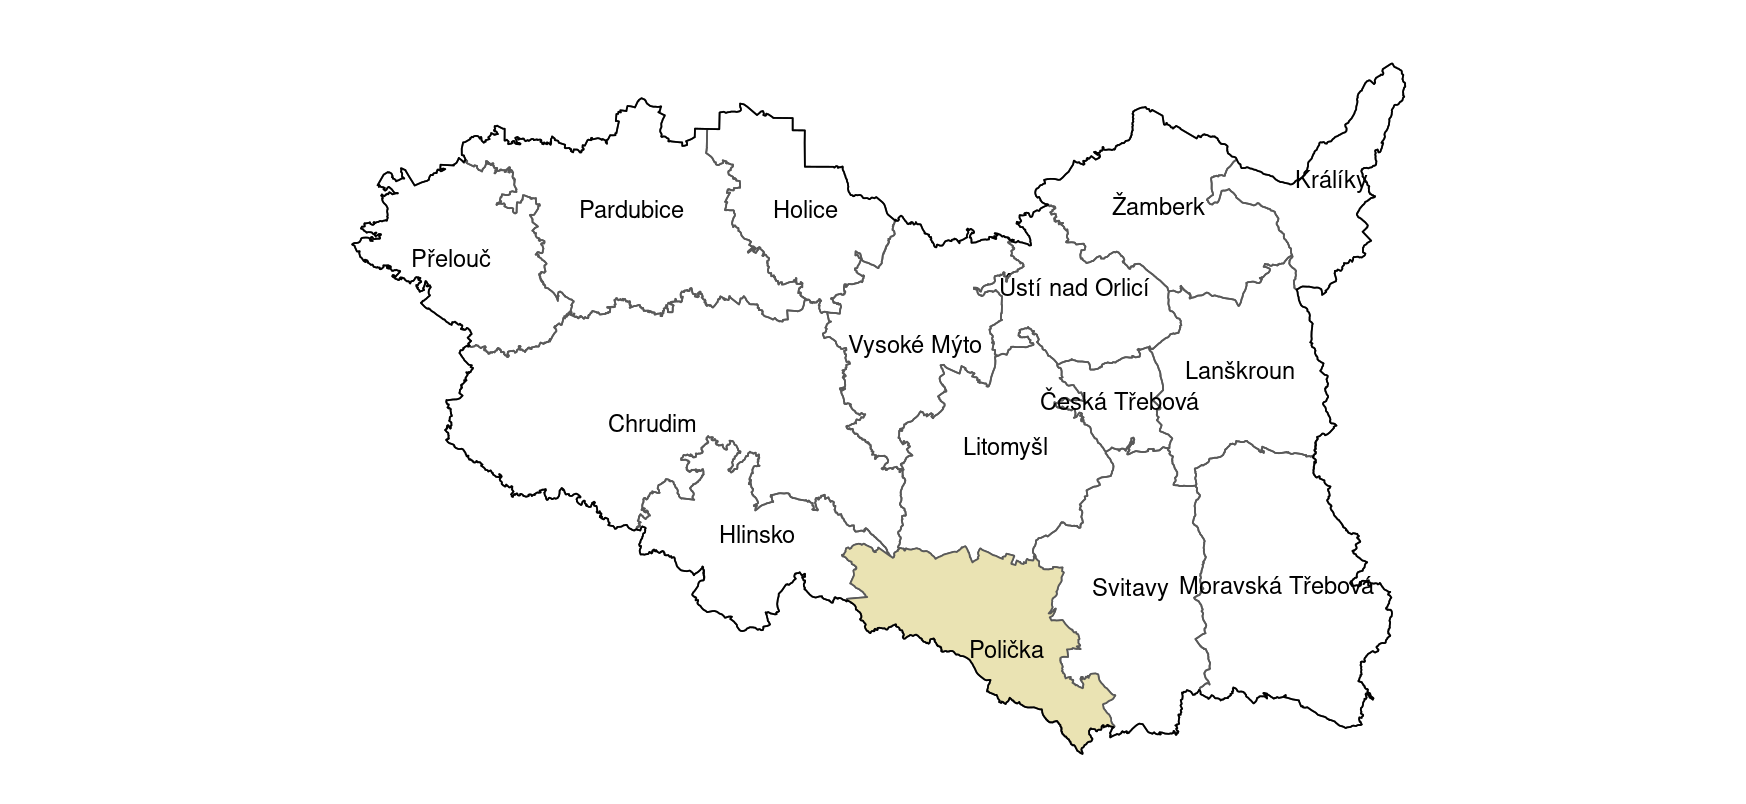 Králíky
Žamberk
Pardubice
Holice
Přelouč
Ústí nad Orlicí
Vysoké Mýto
Lanškroun
Česká Třebová
Chrudim
Litomyšl
Hlinsko
Svitavy
Moravská Třebová
Polička